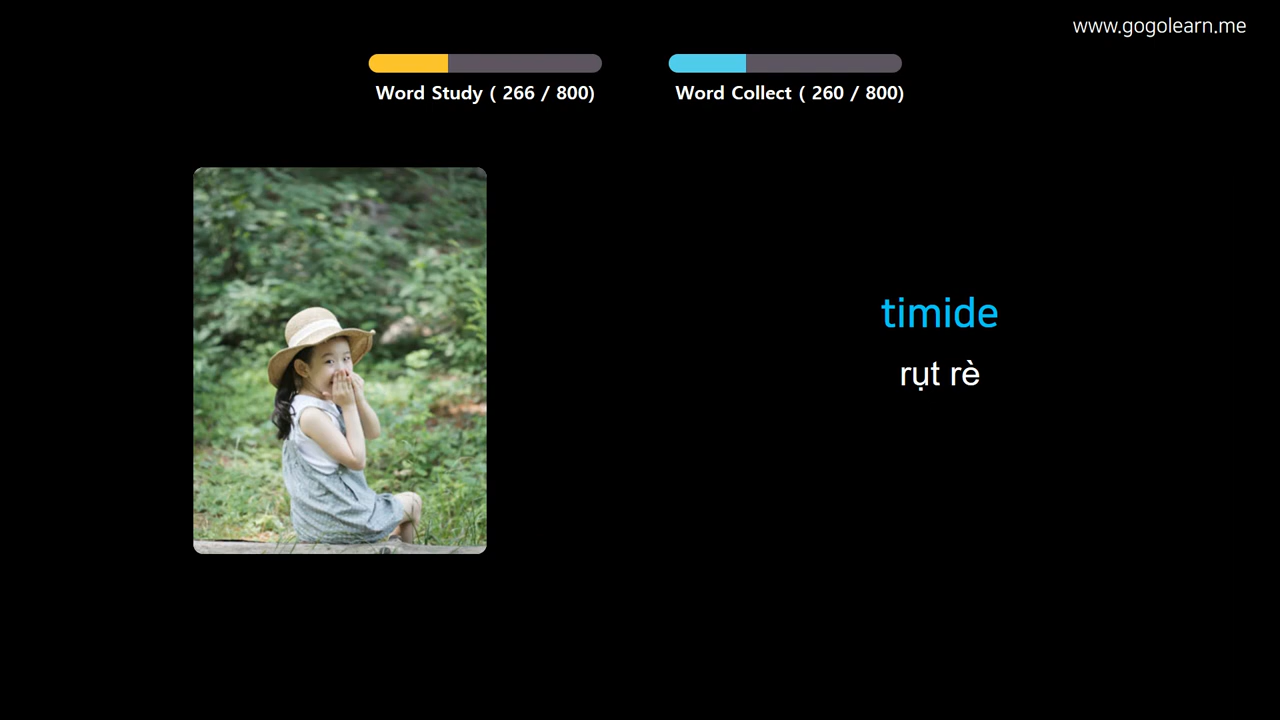 www.gogolearn.me
Word Study ( 266 / 800)
Word Collect ( 260 / 800)
timide
rụt rè